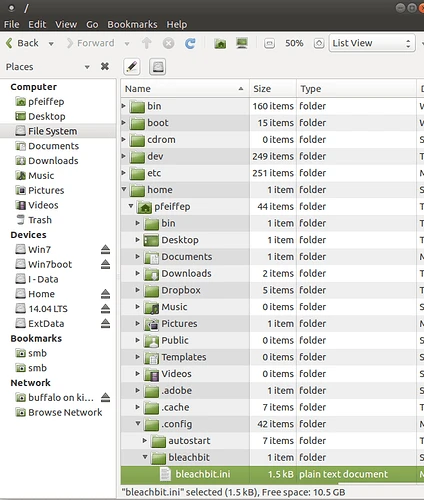 /
File Edit View Go Bookmarks Help
Back Forward 50% List View
Places
Computer
pfeiffep
Desktop
File System
Documents
Downloads
Music
Pictures
Videos
Trash
Devices
Win7
Win7boot
I - Data
Home
14.04 LTS
ExtData
Bookmarks
smb
smb
Network
buffalo on ki...
Browse Network
Name Size Type D
bin 160 items folder
boot 15 items folder
cdrom 0 items folder
dev 249 items folder
etc 251 items folder
home 1 item folder
pfeiffep 44 items folder
bin 1 item folder
Desktop 1 item folder
Documents 1 item folder
Downloads 2 items folder
Dropbox 5 items folder
Music 1 item folder
Pictures 1 item folder
Public 0 items folder
Templates 0 items folder
Videos 0 items folder
.adobe 1 item folder
.cache 7 items folder
.config 42 items folder
autostart 7 items folder
bleachbit 1 item folder
bleachbit.ini 1.5 kB plain text document
"bleachbit.ini" selected (1.5 kB), Free space: 10.5 GB